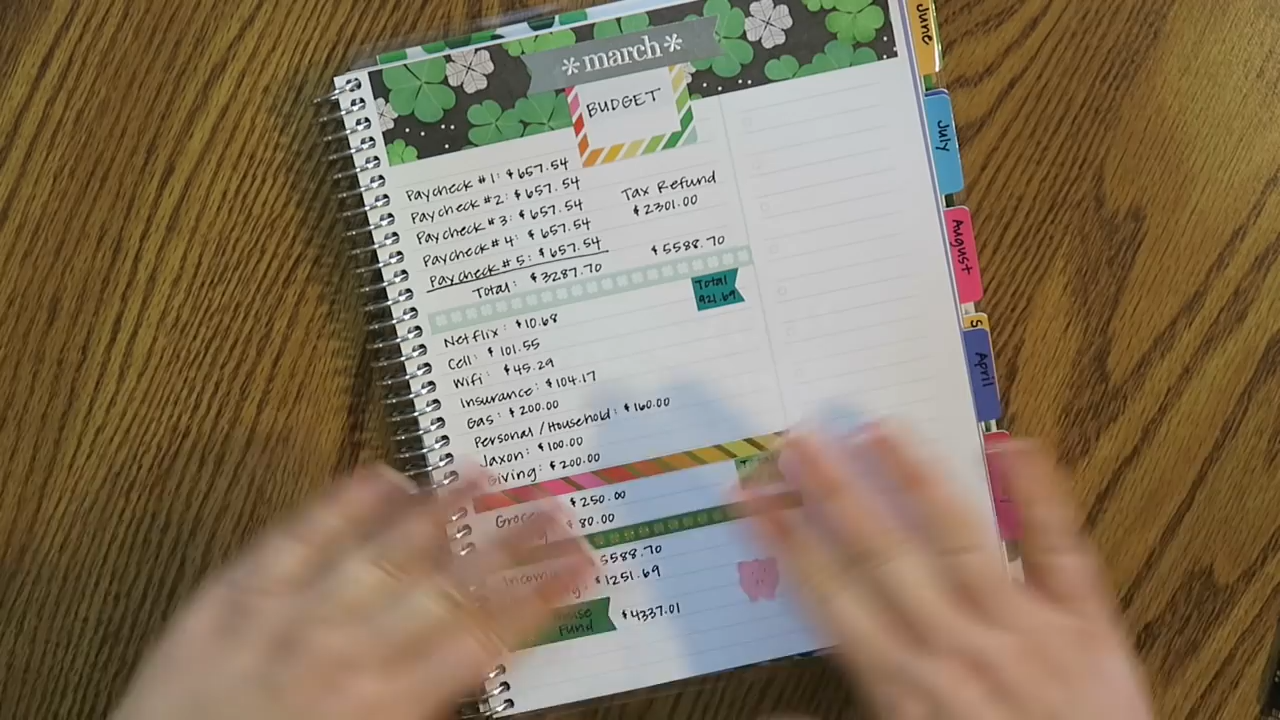 *march*
BUDGET
Paycheck #1: $657.54
Paycheck #2: $657.54
Paycheck #3: $657.54
Paycheck #4: $657.54
Paycheck #5: $657.54
Total: $3287.70
Tax Refund
$2301.00
$5588.70
Total
921.69
Netflix: $10.68
Cell: $101.55
Wifi: $45.29
Insurance: $104.17
Gas: $200.00
Personal/Household: $160.00
Jaxon: $100.00
Giving: $200.00
$250.00
$80.00
$5588.70
$1251.69
Fund
$4337.01
June
July
August
S
April